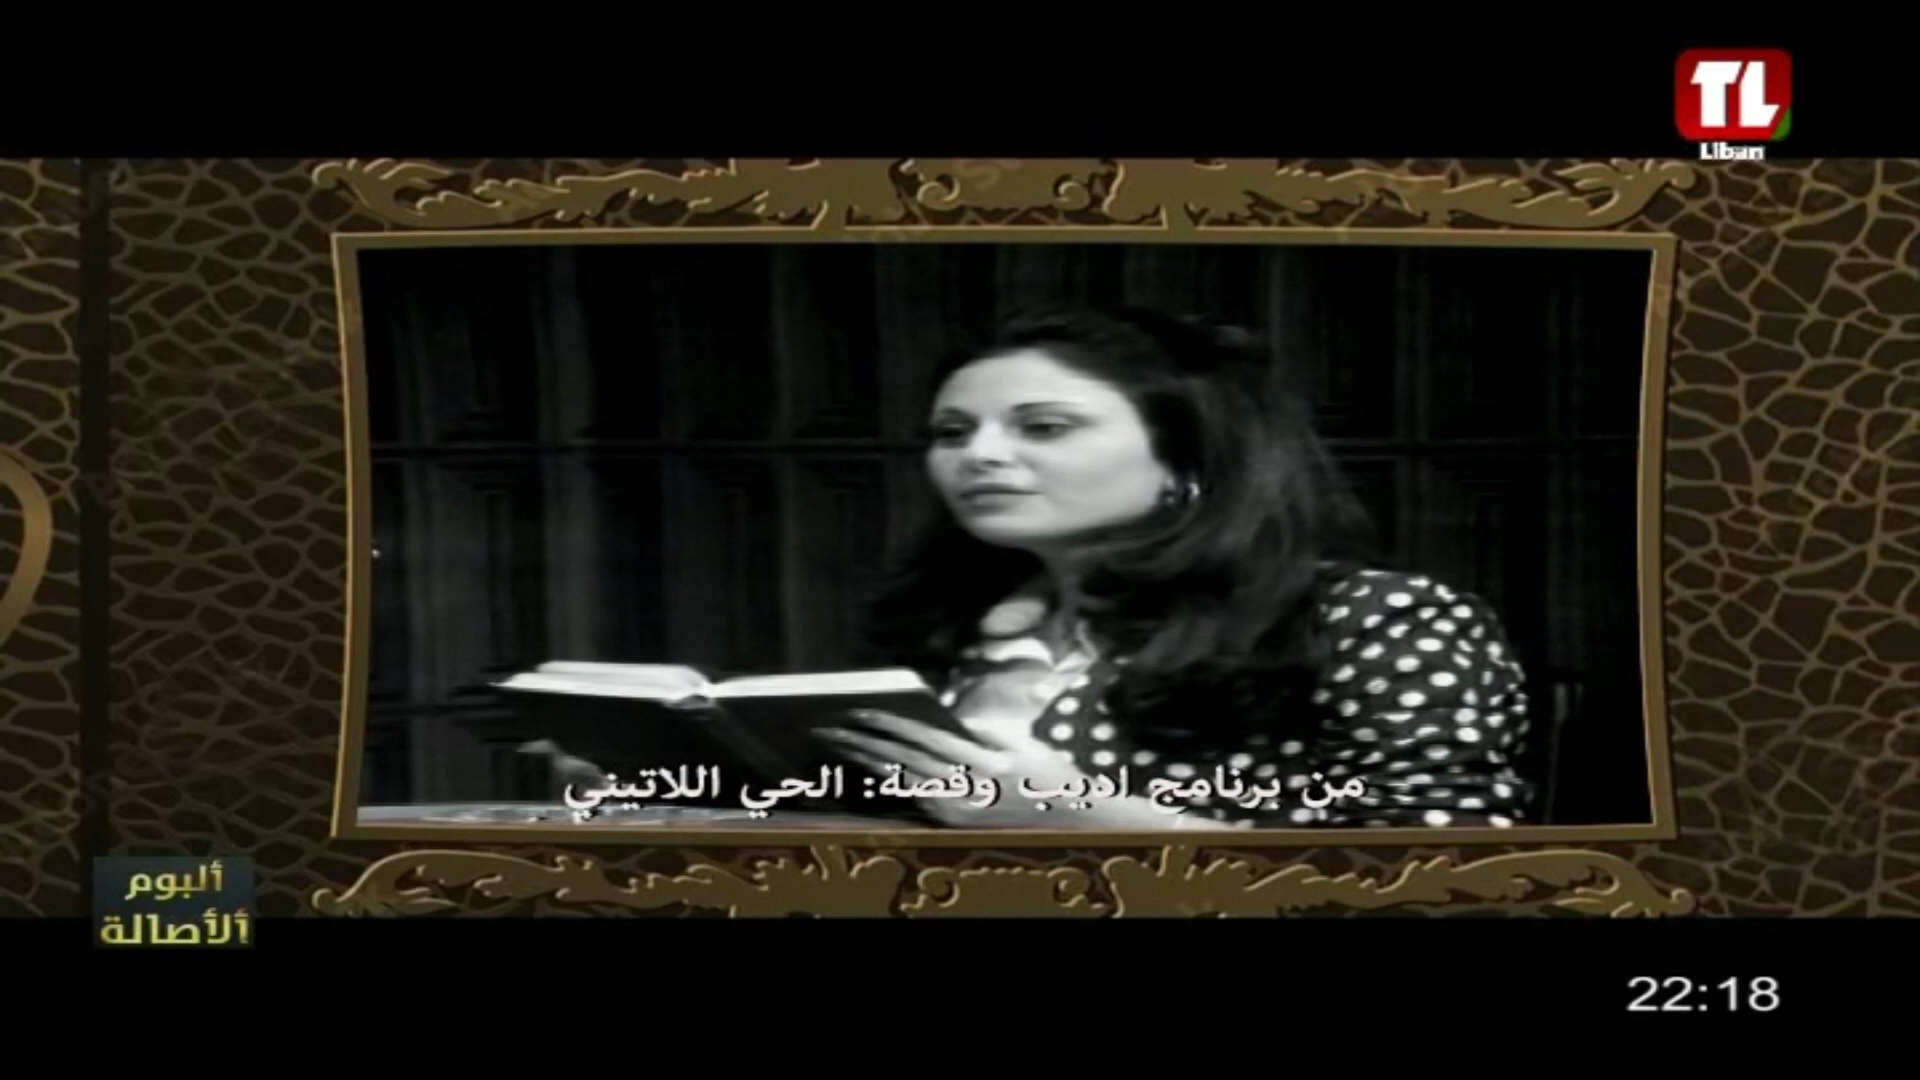 TL
Liban
من برنامج اديب وقصة: الحي اللاتيني
ألبوم
ألأصالة
22:18